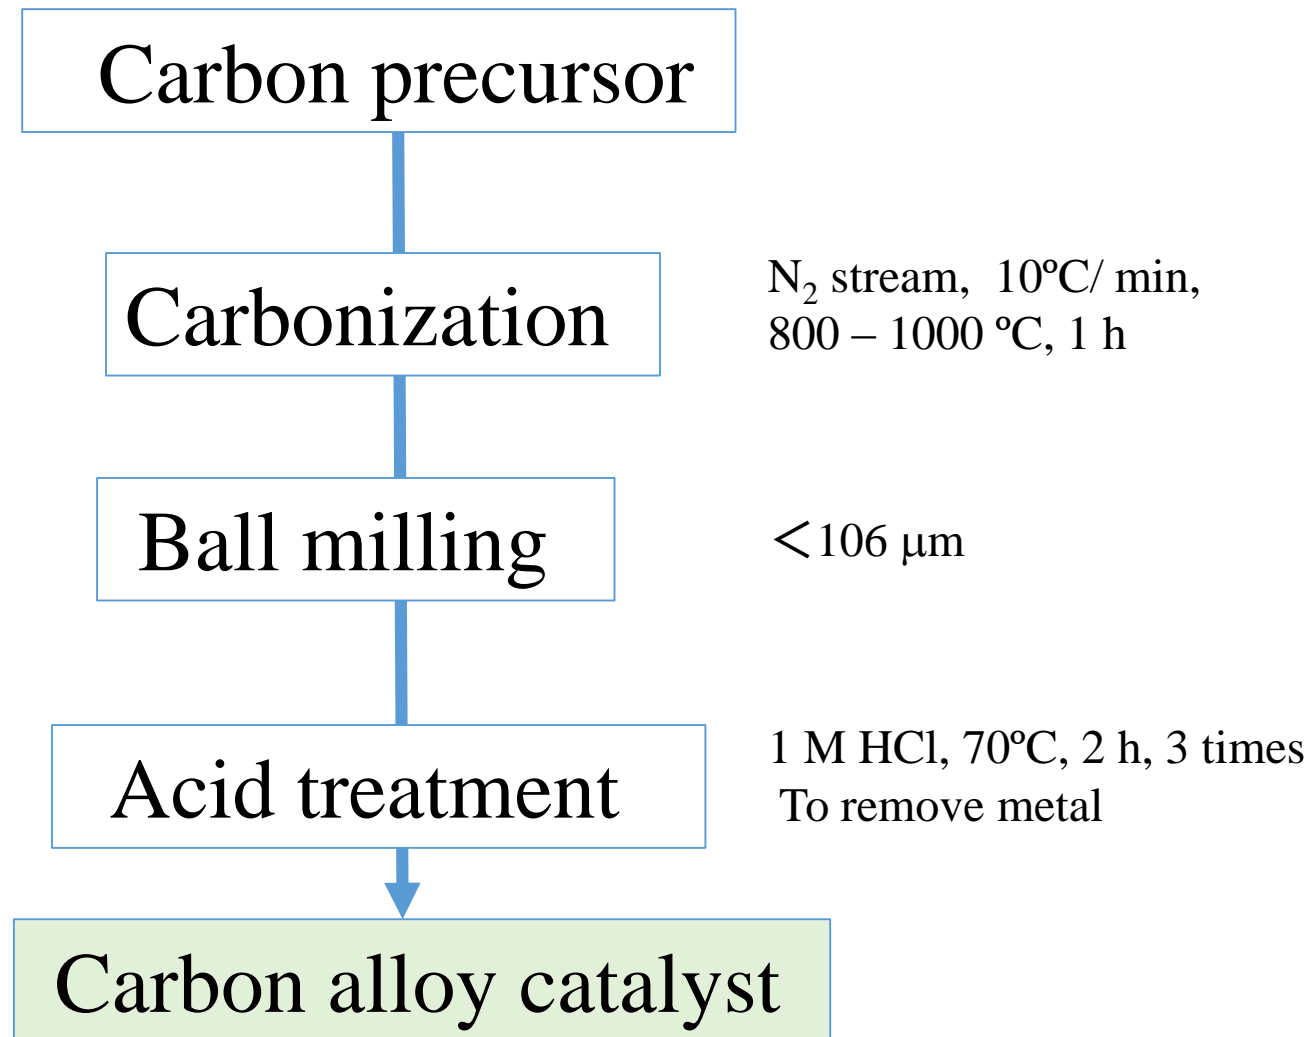 Carbon precursor
Carbonization
N₂ stream, 10ºC/ min,
800 – 1000 ºC, 1 h
Ball milling
＜106 μm
Acid treatment
1 M HCl, 70ºC, 2 h, 3 times
To remove metal
Carbon alloy catalyst